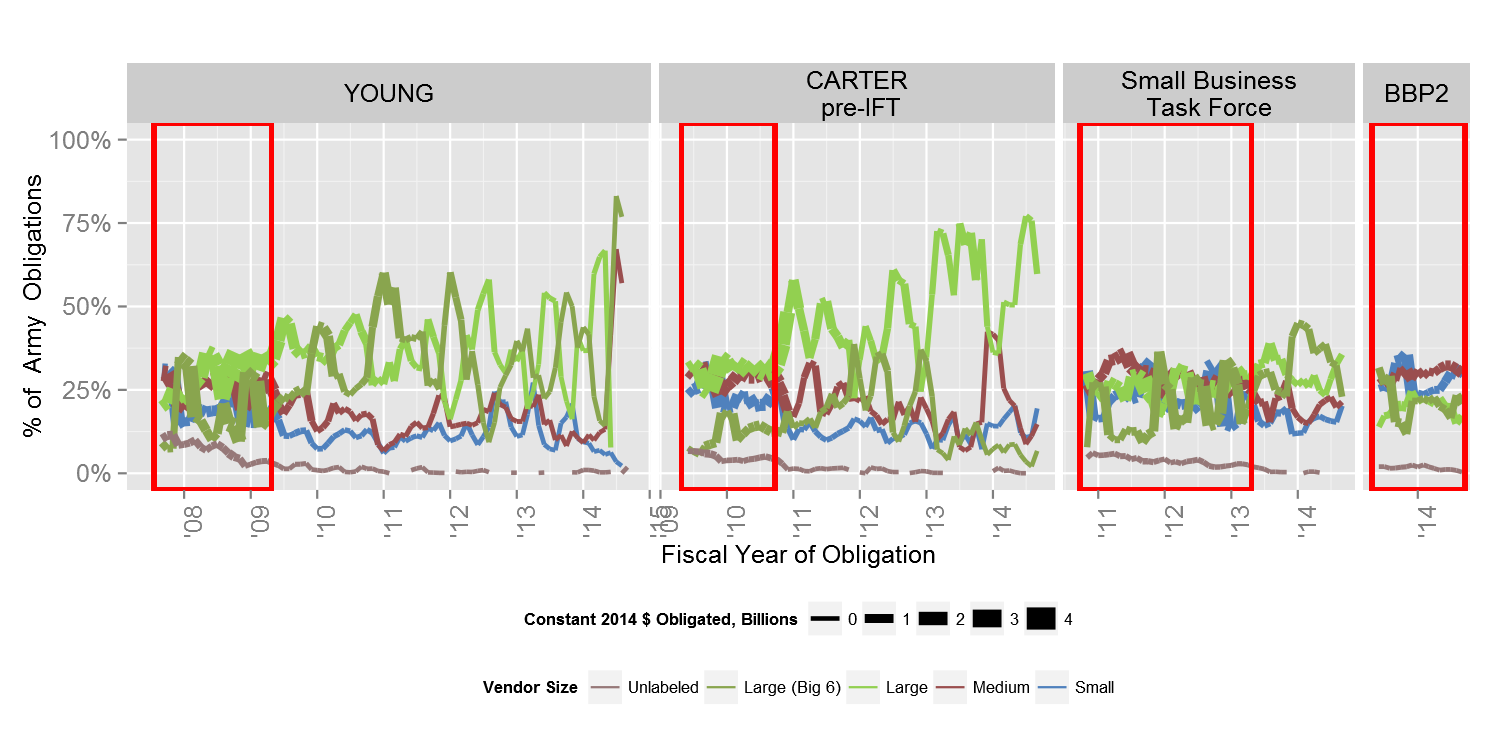 YOUNG
CARTER
pre-IFT
Small Business
Task Force
BBP2
% of Army Obligations
100%
75%
50%
25%
0%
'08
'09
'10
'11
'12
'13
'14
'15
'09
'10
'11
'12
'13
'14
'11
'12
'13
'14
'14
Fiscal Year of Obligation
Constant 2014 $ Obligated, Billions 0 1 2 3 4
Vendor Size Unlabeled Large (Big 6) Large Medium Small